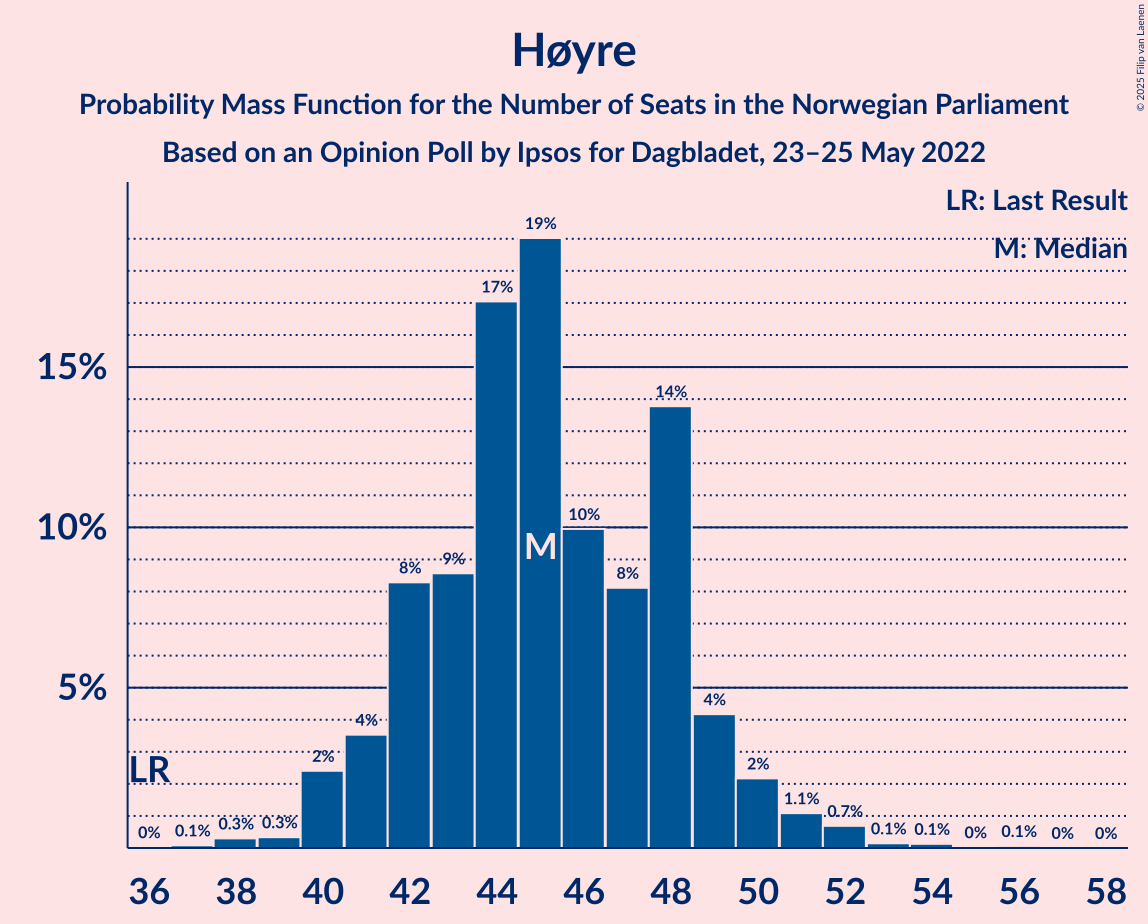 Høyre
Probability Mass Function for the Number of Seats in the Norwegian Parliament
Based on an Opinion Poll by Ipsos for Dagbladet, 23–25 May 2022
© 2025 Filip van Laenen
LR: Last Result
M: Median
15%
10%
5%
LR
M
0%
0.1%
0.3%
0.3%
2%
4%
8%
9%
17%
19%
10%
8%
14%
4%
2%
1.1%
0.7%
0.1%
0.1%
0%
0.1%
0%
0%
36 38 40 42 44 46 48 50 52 54 56 58